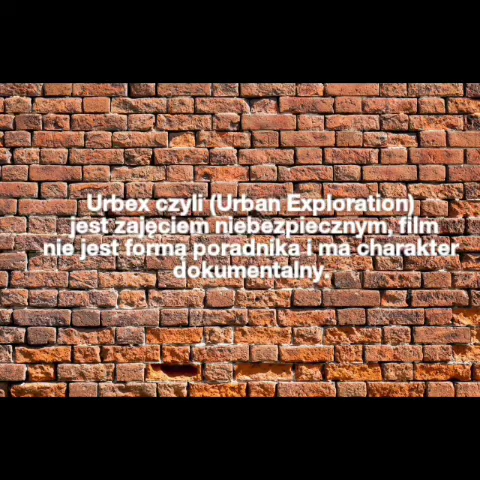 Urbex czyli (Urban Exploration)
jest zajęciem niebezpiecznym, film
nie jest formą poradnika i ma charakter
dokumentalny.